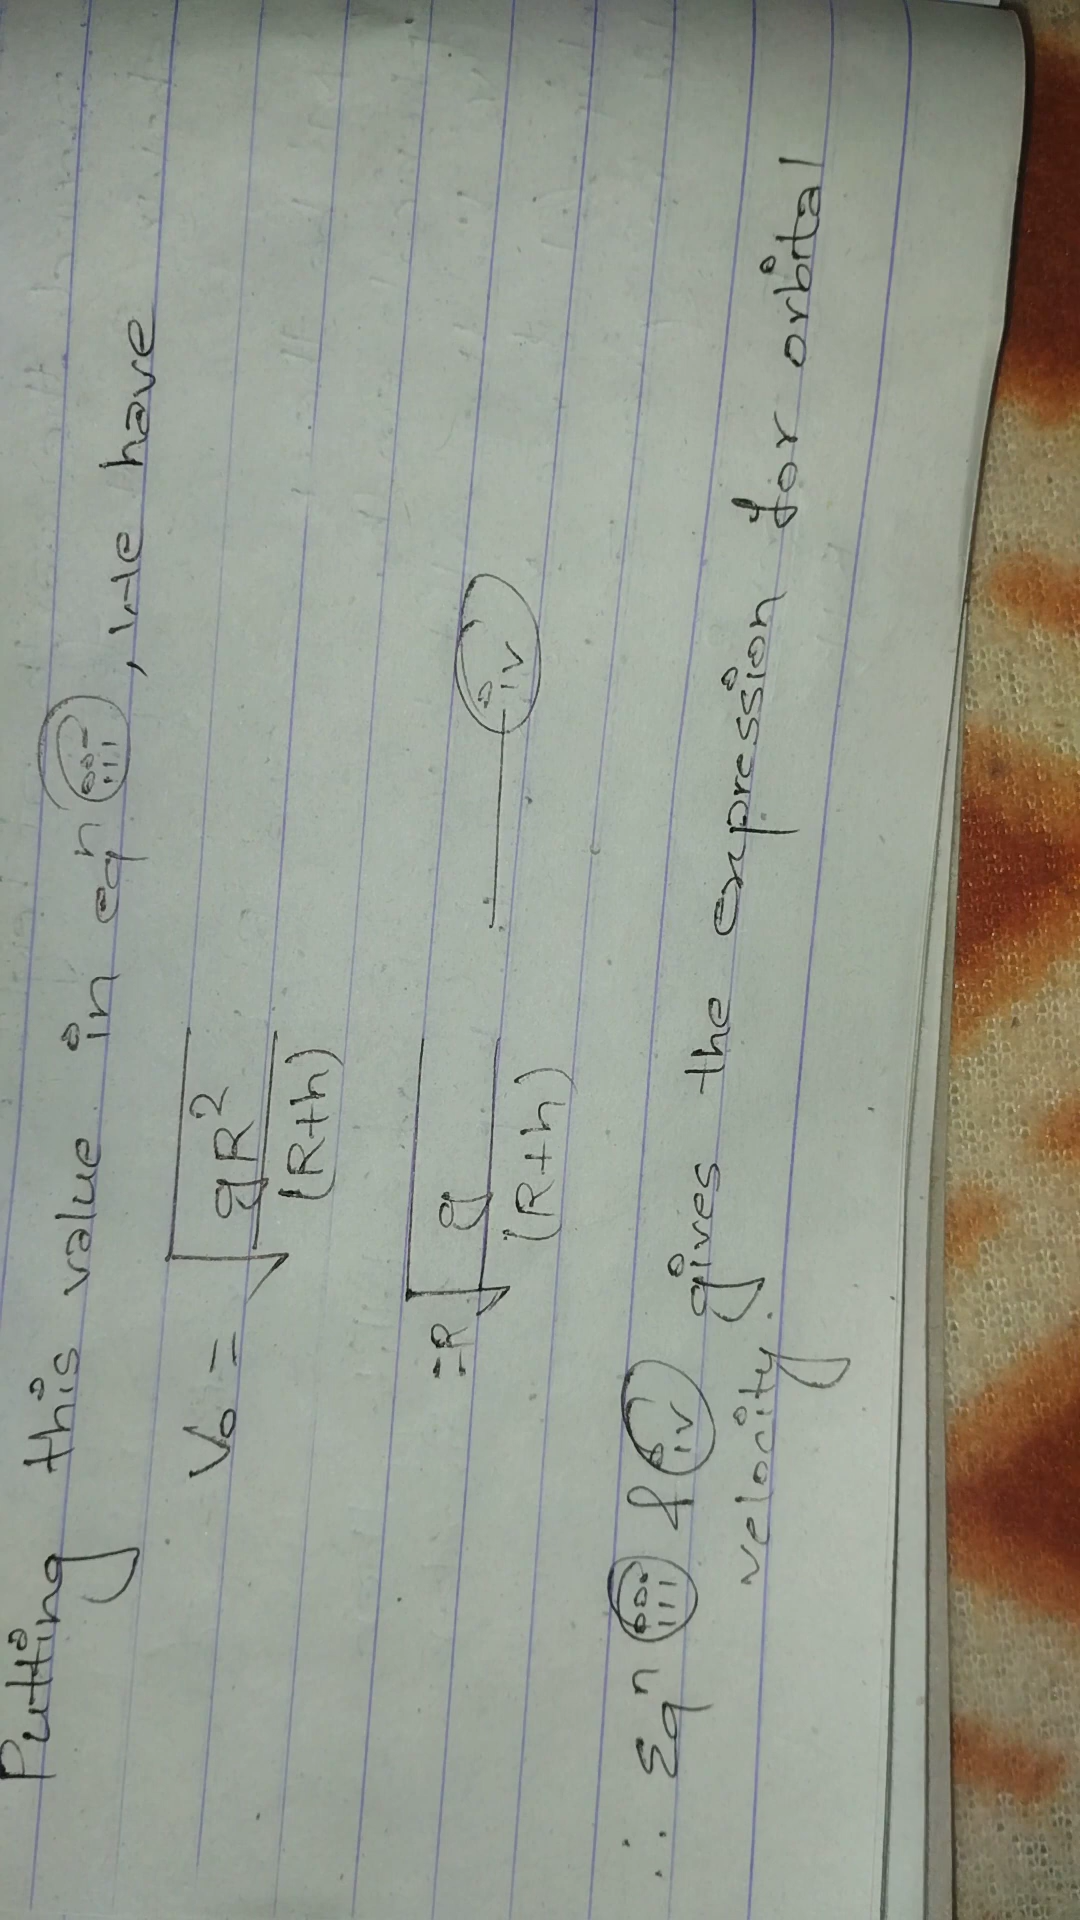 Putting this value in eqⁿ (iii), we have
V₀ = √(gR²/(R+h))
=R√(g/(R+h)) — (iv)
∴ Eqⁿ (iii) & (iv) gives the expression for orbital
velocity.